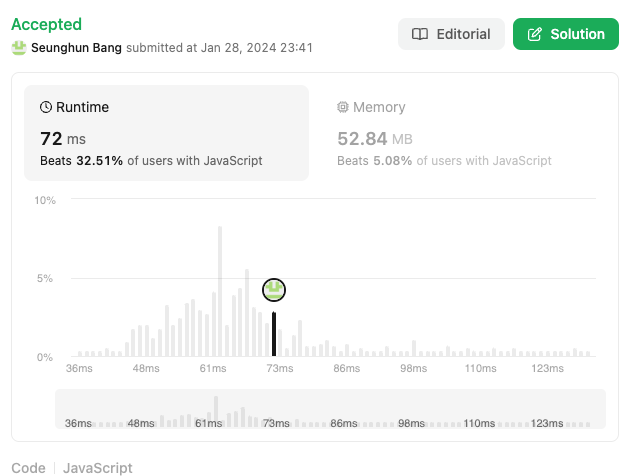 Accepted
Seunghun Bang submitted at Jan 28, 2024 23:41
Editorial
Solution
Runtime
72 ms
Beats 32.51% of users with JavaScript
Memory
52.84 MB
Beats 5.08% of users with JavaScript
10%
5%
0%
36ms 48ms 61ms 73ms 86ms 98ms 110ms 123ms
36ms 48ms 61ms 73ms 86ms 98ms 110ms 123ms
Code | JavaScript